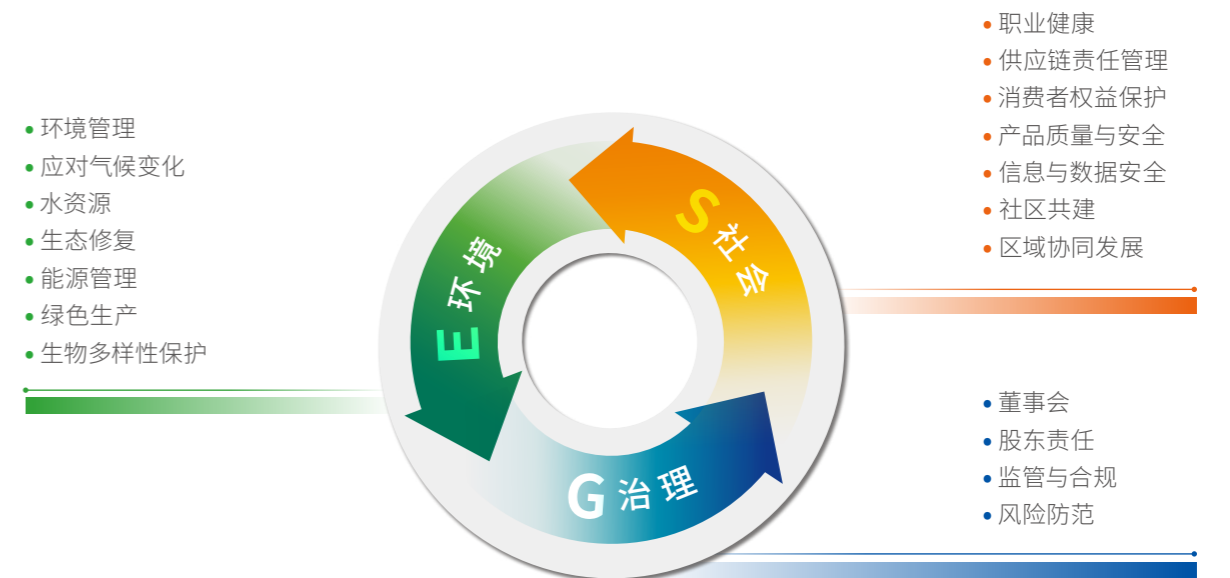 • 环境管理
• 应对气候变化
• 水资源
• 生态修复
• 能源管理
• 绿色生产
• 生物多样性保护
E 环境
S 社会
G 治理
• 职业健康
• 供应链责任管理
• 消费者权益保护
• 产品质量与安全
• 信息与数据安全
• 社区共建
• 区域协同发展
• 董事会
• 股东责任
• 监管与合规
• 风险防范